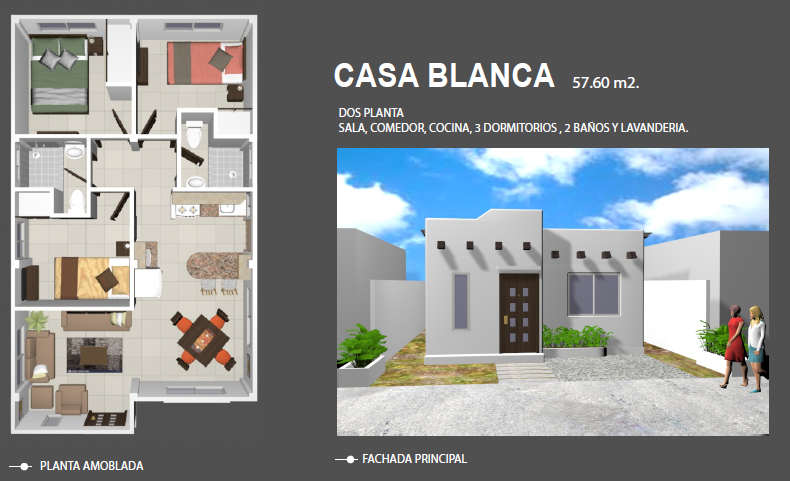 CASA BLANCA 57.60 m2.
DOS PLANTA
SALA, COMEDOR, COCINA, 3 DORMITORIOS , 2 BAÑOS Y LAVANDERIA.
PLANTA AMOBLADA
FACHADA PRINCIPAL